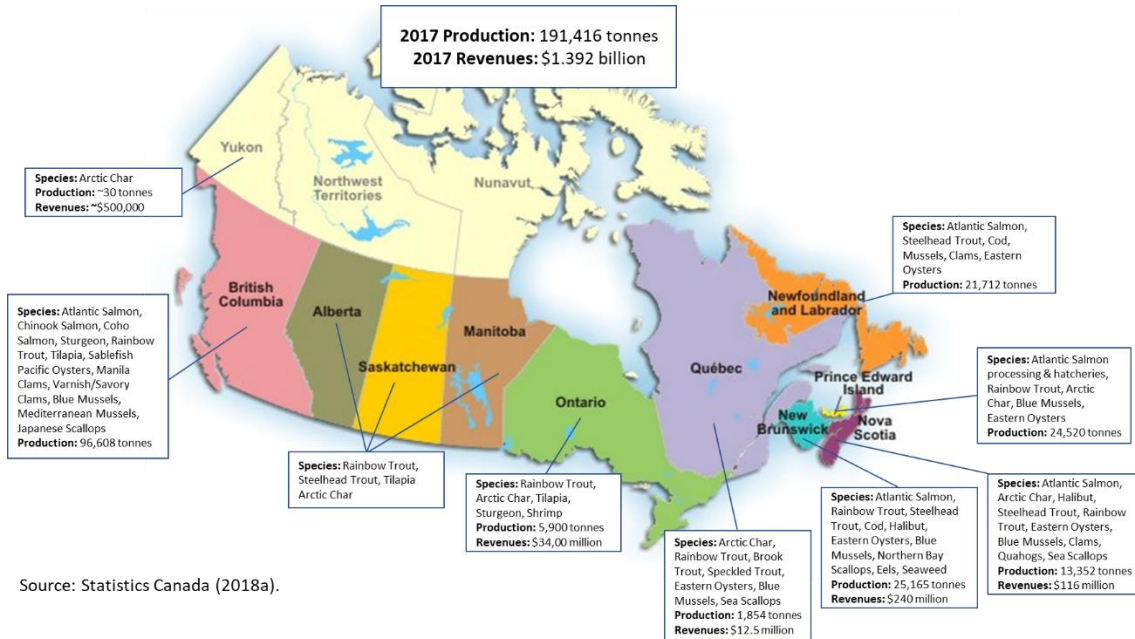 2017 Production: 191,416 tonnes
2017 Revenues: $1.392 billion
Yukon
Northwest
Territories
Nunavut
Species: Arctic Char
Production: ~30 tonnes
Revenues: ~$500,000
British
Columbia
Alberta
Saskatchewan
Manitoba
Ontario
Québec
Newfoundland
and Labrador
Prince Edward
Island
New
Brunswick
Nova
Scotia
Species: Atlantic Salmon,
Steelhead Trout, Cod,
Mussels, Clams, Eastern
Oysters
Production: 21,712 tonnes
Species: Atlantic Salmon,
Chinook Salmon, Coho
Salmon, Sturgeon, Rainbow
Trout, Tilapia, Sablefish
Pacific Oysters, Manila
Clams, Varnish/Savory
Clams, Blue Mussels,
Mediterranean Mussels,
Japanese Scallops
Production: 96,608 tonnes
Species: Atlantic Salmon
processing & hatcheries,
Rainbow Trout, Arctic
Char, Blue Mussels,
Eastern Oysters
Production: 24,520 tonnes
Species: Rainbow Trout,
Steelhead Trout, Tilapia
Arctic Char
Species: Rainbow Trout,
Arctic Char, Tilapia,
Sturgeon, Shrimp
Production: 5,900 tonnes
Revenues: $34,00 million
Species: Arctic Char,
Rainbow Trout, Brook
Trout, Speckled Trout,
Eastern Oysters, Blue
Mussels, Sea Scallops
Production: 1,854 tonnes
Revenues: $12.5 million
Species: Atlantic Salmon,
Rainbow Trout, Steelhead
Trout, Cod, Halibut,
Eastern Oysters, Blue
Mussels, Northern Bay
Scallops, Eels, Seaweed
Production: 25,165 tonnes
Revenues: $240 million
Species: Atlantic Salmon,
Arctic Char, Halibut,
Steelhead Trout, Rainbow
Trout, Eastern Oysters,
Blue Mussels, Clams,
Quahogs, Sea Scallops
Production: 13,352 tonnes
Revenues: $116 million
Source: Statistics Canada (2018a).